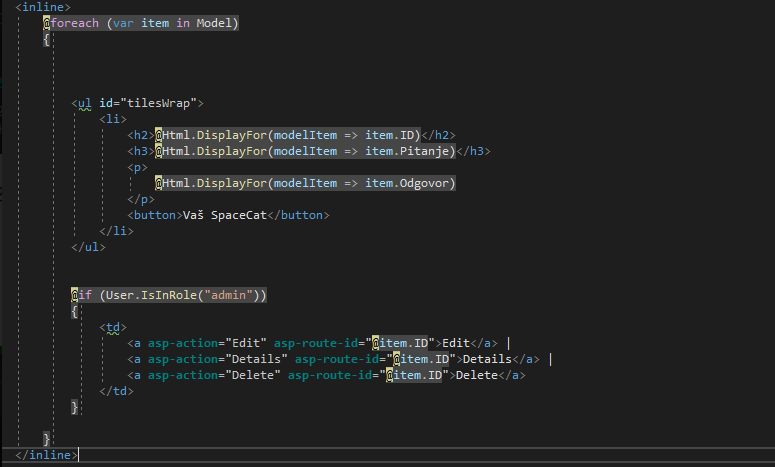 <inline>
@foreach (var item in Model)
{
<ul id="tilesWrap">
<li>
<h2>@Html.DisplayFor(modelItem => item.ID)</h2>
<h3>@Html.DisplayFor(modelItem => item.Pitanje)</h3>
<p>
@Html.DisplayFor(modelItem => item.Odgovor)
</p>
<button>Vaš SpaceCat</button>
</li>
</ul>
@if (User.IsInRole("admin"))
{
<td>
<a asp-action="Edit" asp-route-id="@item.ID">Edit</a> |
<a asp-action="Details" asp-route-id="@item.ID">Details</a> |
<a asp-action="Delete" asp-route-id="@item.ID">Delete</a>
</td>
}
}
</inline>